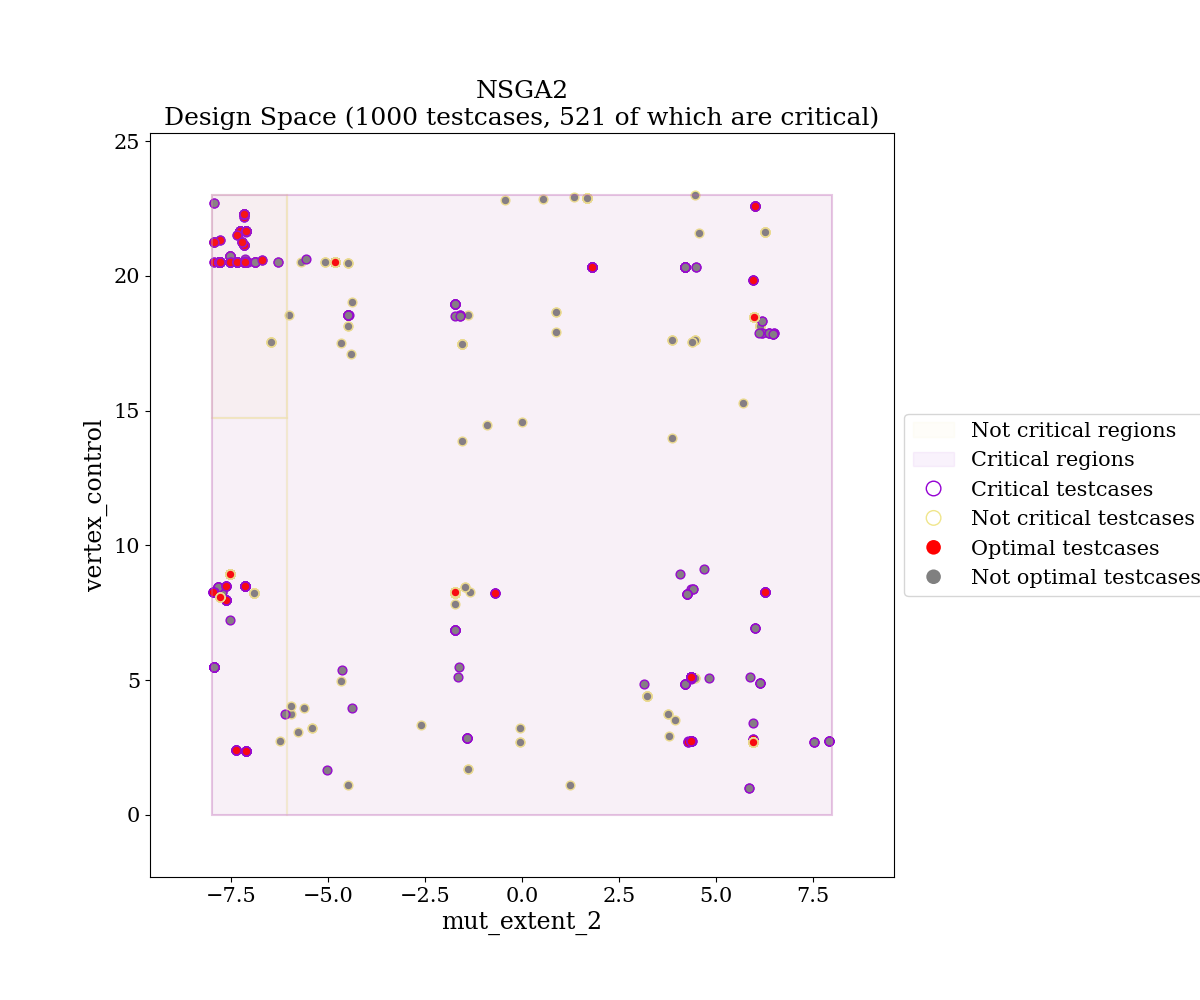 NSGA2
Design Space (1000 testcases, 521 of which are critical)
25
20
15
10
5
0
vertex_control
−7.5
−5.0
−2.5
0.0
2.5
5.0
7.5
mut_extent_2
Not critical regions
Critical regions
Critical testcases
Not critical testcases
Optimal testcases
Not optimal testcases